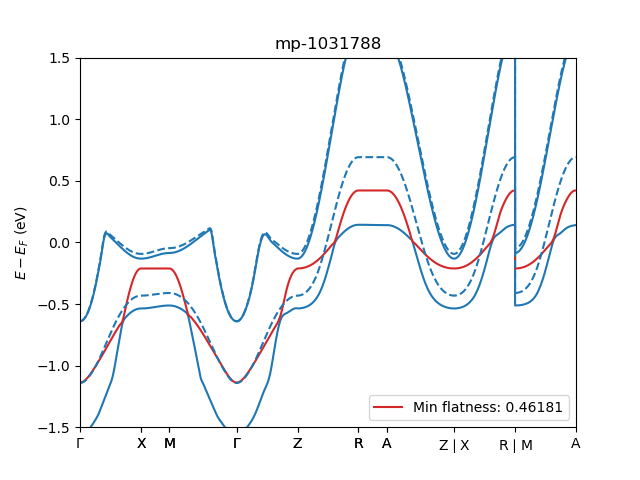 mp-1031788
E − E_F (eV)
1.5
1.0
0.5
0.0
−0.5
−1.0
−1.5
Min flatness: 0.46181
Γ X M Γ Z R A Z | X R | M A